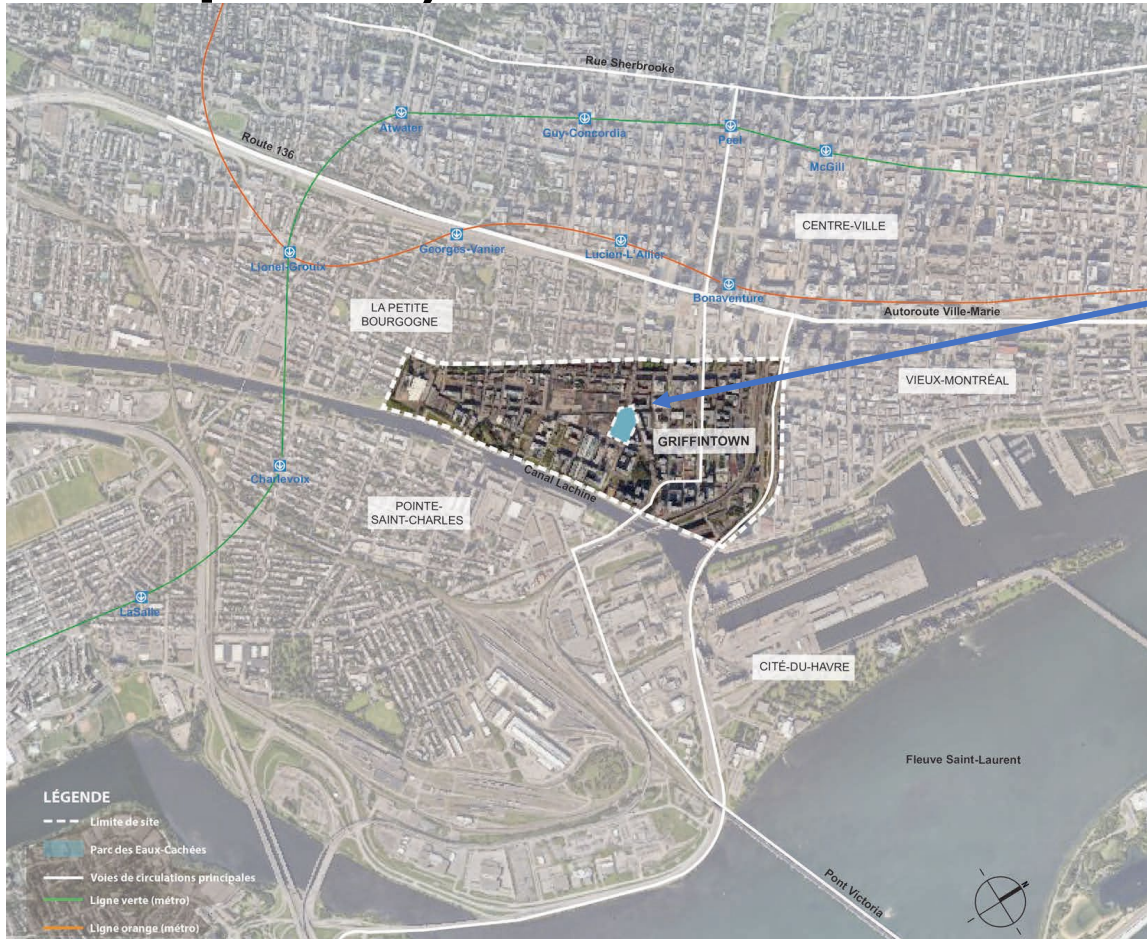 Rue Sherbrooke
Atwater
Guy-Concordia
Peel
McGill
Route 136
CENTRE-VILLE
Lionel-Groulx
Georges-Vanier
Lucien-L'Allier
Bonaventure
Autoroute Ville-Marie
LA PETITE
BOURGOGNE
VIEUX-MONTRÉAL
GRIFFINTOWN
Canal Lachine
Charlevoix
POINTE-
SAINT-CHARLES
LaSalle
CITÉ-DU-HAVRE
Fleuve Saint-Laurent
Pont Victoria
N
LÉGENDE
Limite de site
Parc des Eaux-Cachées
Voies de circulations principales
Ligne verte (métro)
Ligne orange (métro)